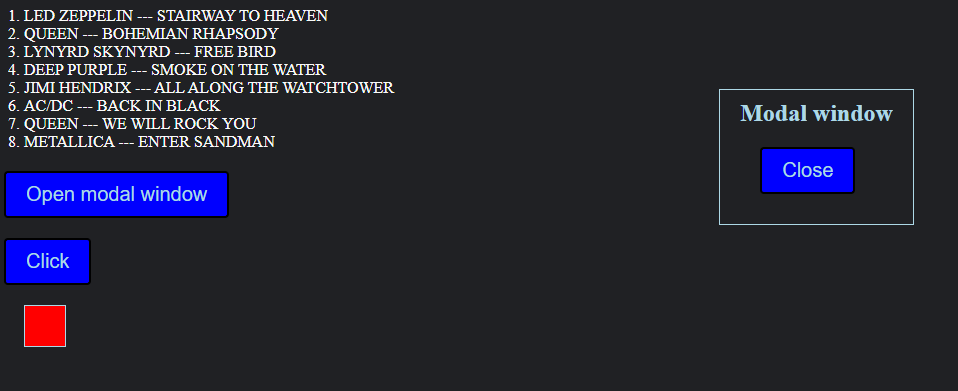 1. LED ZEPPELIN --- STAIRWAY TO HEAVEN
2. QUEEN --- BOHEMIAN RHAPSODY
3. LYNYRD SKYNYRD --- FREE BIRD
4. DEEP PURPLE --- SMOKE ON THE WATER
5. JIMI HENDRIX --- ALL ALONG THE WATCHTOWER
6. AC/DC --- BACK IN BLACK
7. QUEEN --- WE WILL ROCK YOU
8. METALLICA --- ENTER SANDMAN
Open modal window
Click
Modal window
Close